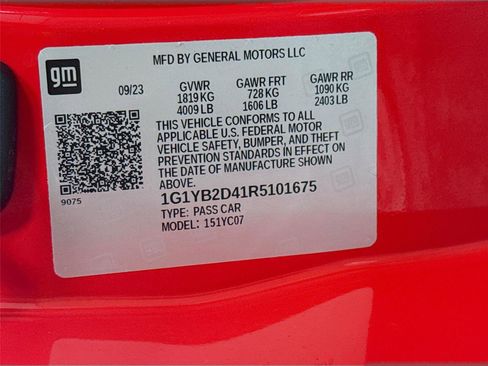 gm
MFD BY GENERAL MOTORS LLC
09/23 GVWR GAWR FRT GAWR RR
1819 KG 728 KG 1090 KG
4009 LB 1606 LB 2403 LB
THIS VEHICLE CONFORMS TO ALL
APPLICABLE U.S. FEDERAL MOTOR
VEHICLE SAFETY, BUMPER, AND THEFT
PREVENTION STANDARDS IN EFFECT ON
THE DATE OF MANUFACTURE SHOWN
ABOVE.
9075
1G1YB2D41R5101675
TYPE: PASS CAR
MODEL: 151YC07